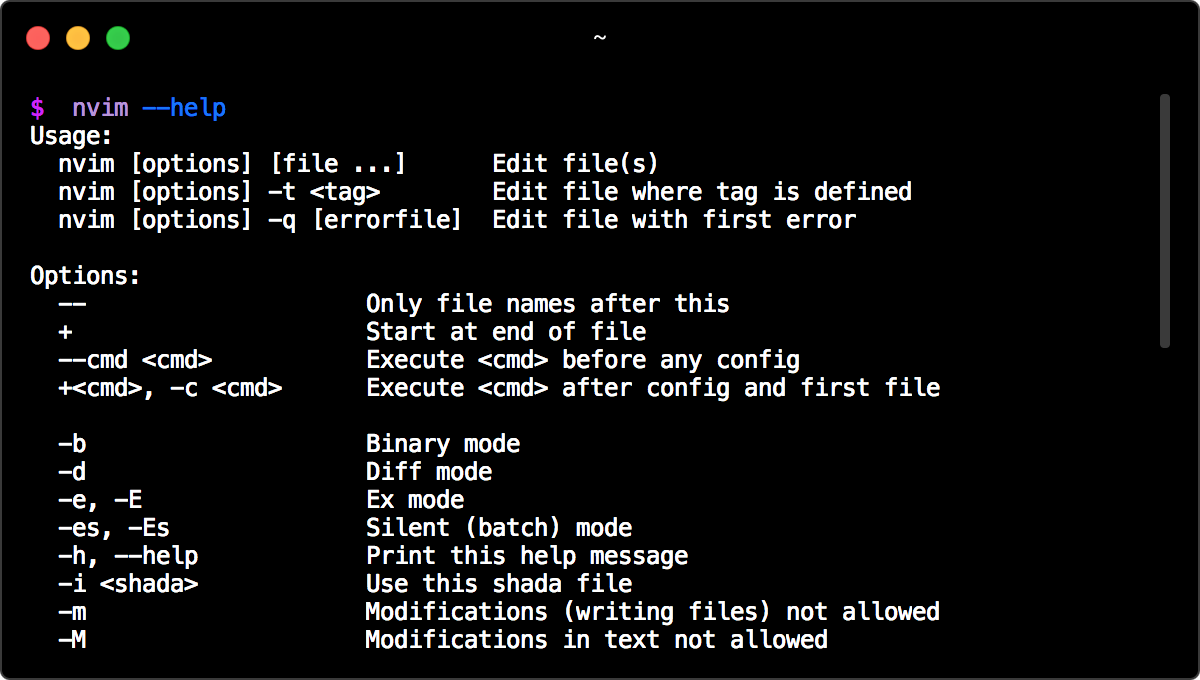 ~
$  nvim --help
Usage:
  nvim [options] [file ...]      Edit file(s)
  nvim [options] -t <tag>        Edit file where tag is defined
  nvim [options] -q [errorfile]  Edit file with first error

Options:
  --                    Only file names after this
  +                     Start at end of file
  --cmd <cmd>           Execute <cmd> before any config
  +<cmd>, -c <cmd>      Execute <cmd> after config and first file

  -b                    Binary mode
  -d                    Diff mode
  -e, -E                Ex mode
  -es, -Es              Silent (batch) mode
  -h, --help            Print this help message
  -i <shada>            Use this shada file
  -m                    Modifications (writing files) not allowed
  -M                    Modifications in text not allowed